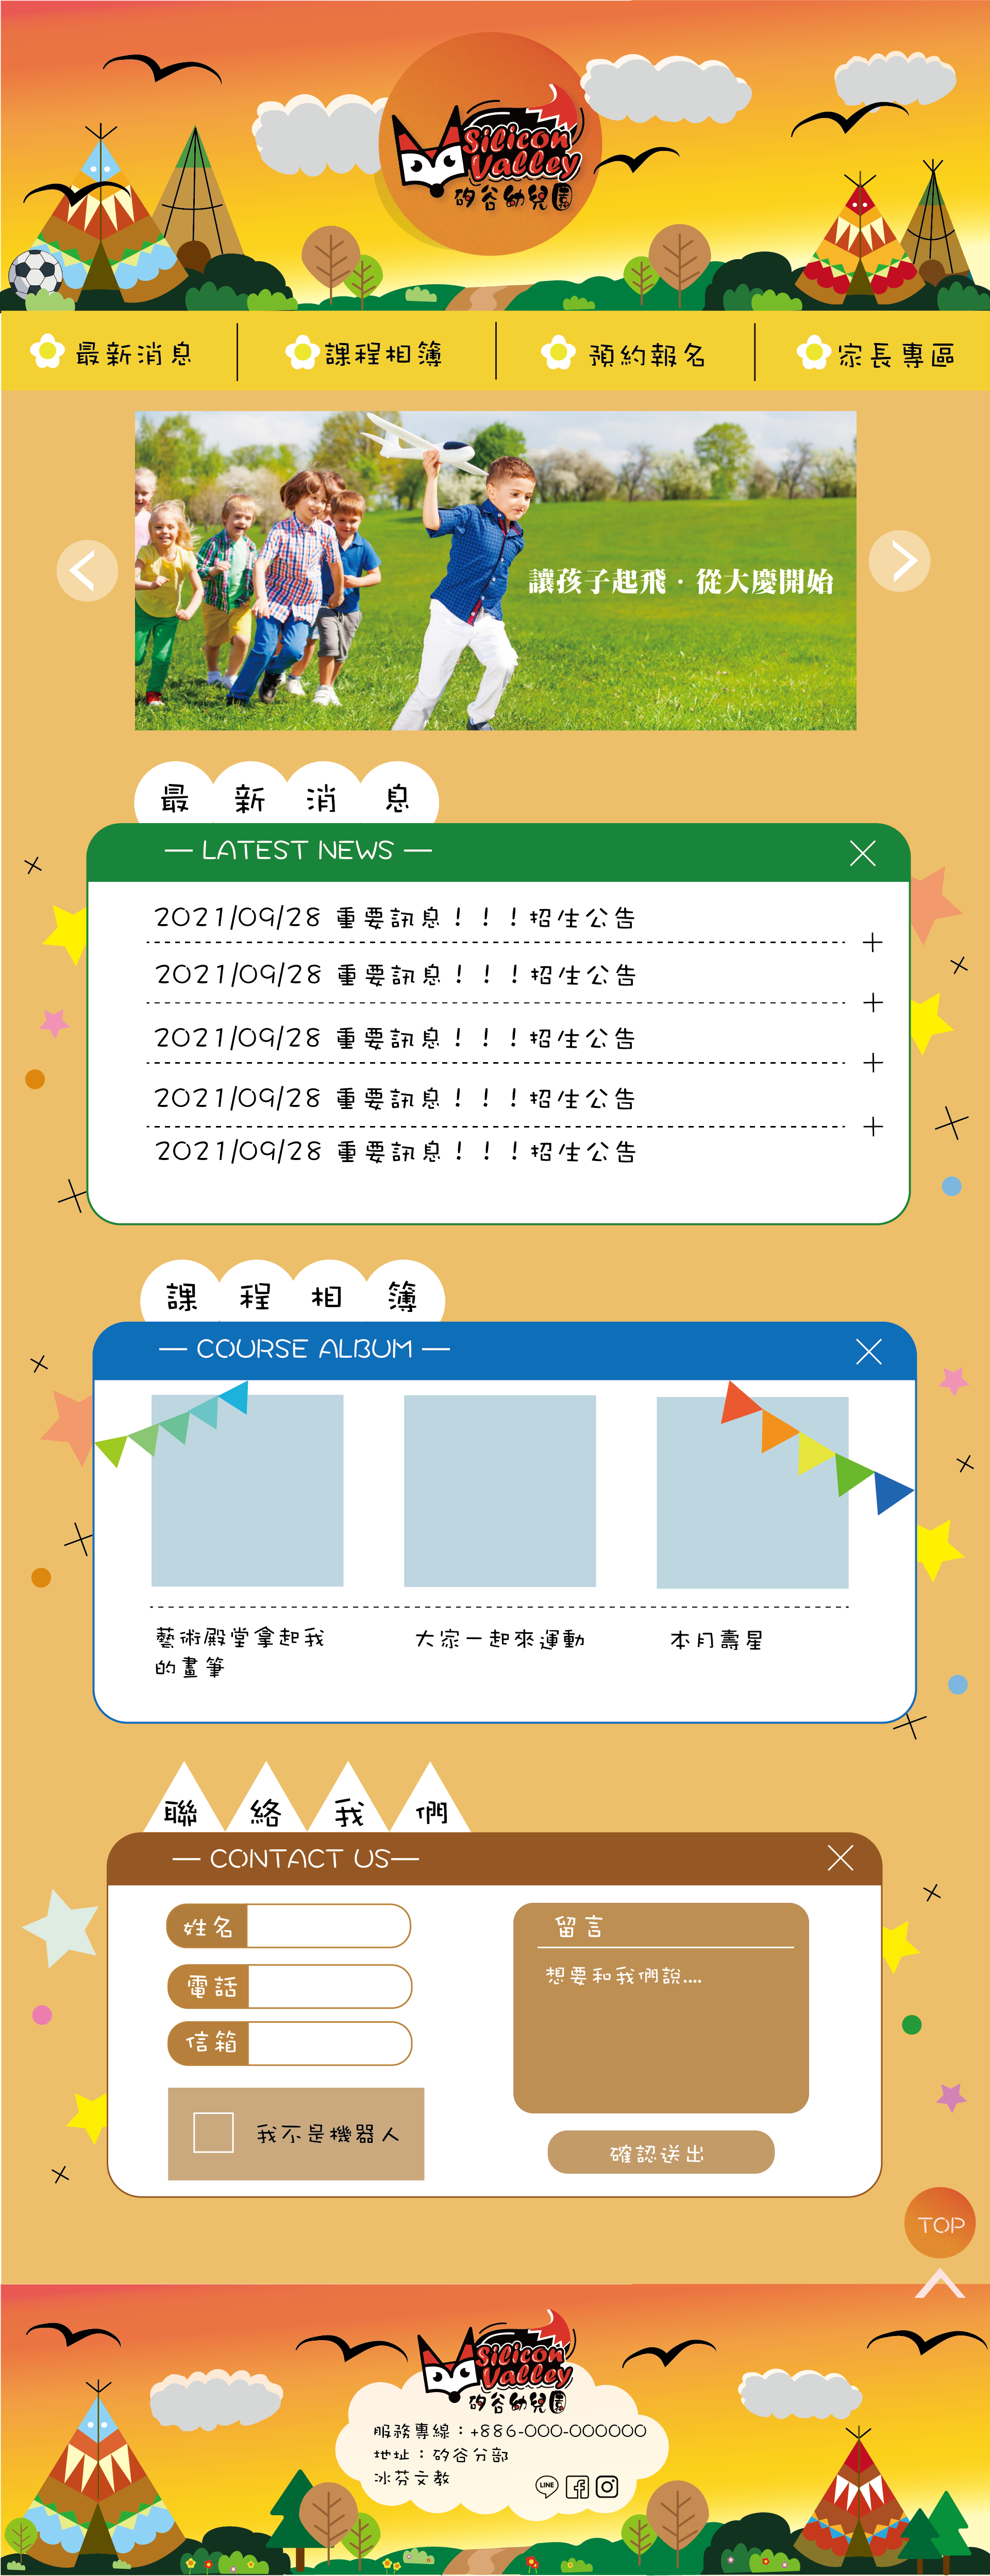 Silicon
Valley
矽谷幼兒園
最新消息
課程相簿
預約報名
家長專區
讓孩子起飛．從大慶開始
最新消息
— LATEST NEWS —
2021/09/28 重要訊息！！！招生公告
2021/09/28 重要訊息！！！招生公告
2021/09/28 重要訊息！！！招生公告
2021/09/28 重要訊息！！！招生公告
2021/09/28 重要訊息！！！招生公告
課程相簿
— COURSE ALBUM —
藝術殿堂拿起我
的畫筆
大家一起來運動
本月壽星
聯絡我們
— CONTACT US—
姓名
電話
信箱
我不是機器人
留言
想要和我們說....
確認送出
TOP
Silicon
Valley
矽谷幼兒園
服務專線：+886-000-000000
地址：矽谷分部
冰芬文教
LINE